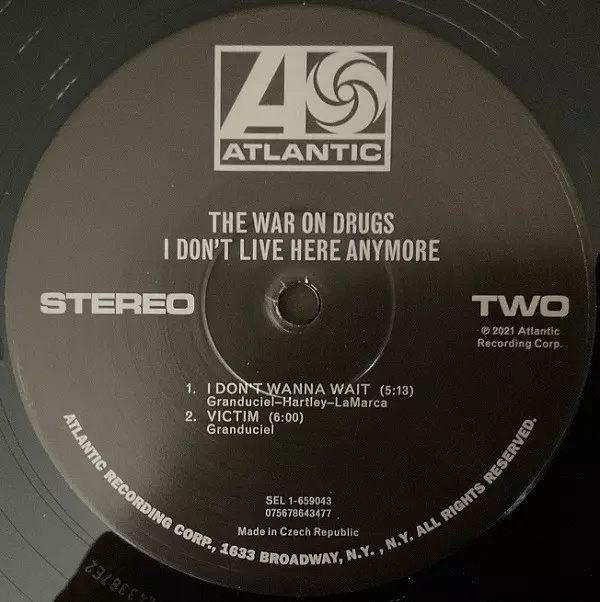 ATLANTIC
THE WAR ON DRUGS
I DON'T LIVE HERE ANYMORE
STEREO
TWO
℗ 2021 Atlantic
Recording Corp.
1. I DON'T WANNA WAIT (5:13)
Granduciel–Hartley–LaMarca
2. VICTIM (6:00)
Granduciel
SEL 1-659043
075678643477
Made in Czech Republic
ATLANTIC RECORDING CORP., 1633 BROADWAY, N.Y. , N.Y. ALL RIGHTS RESERVED.